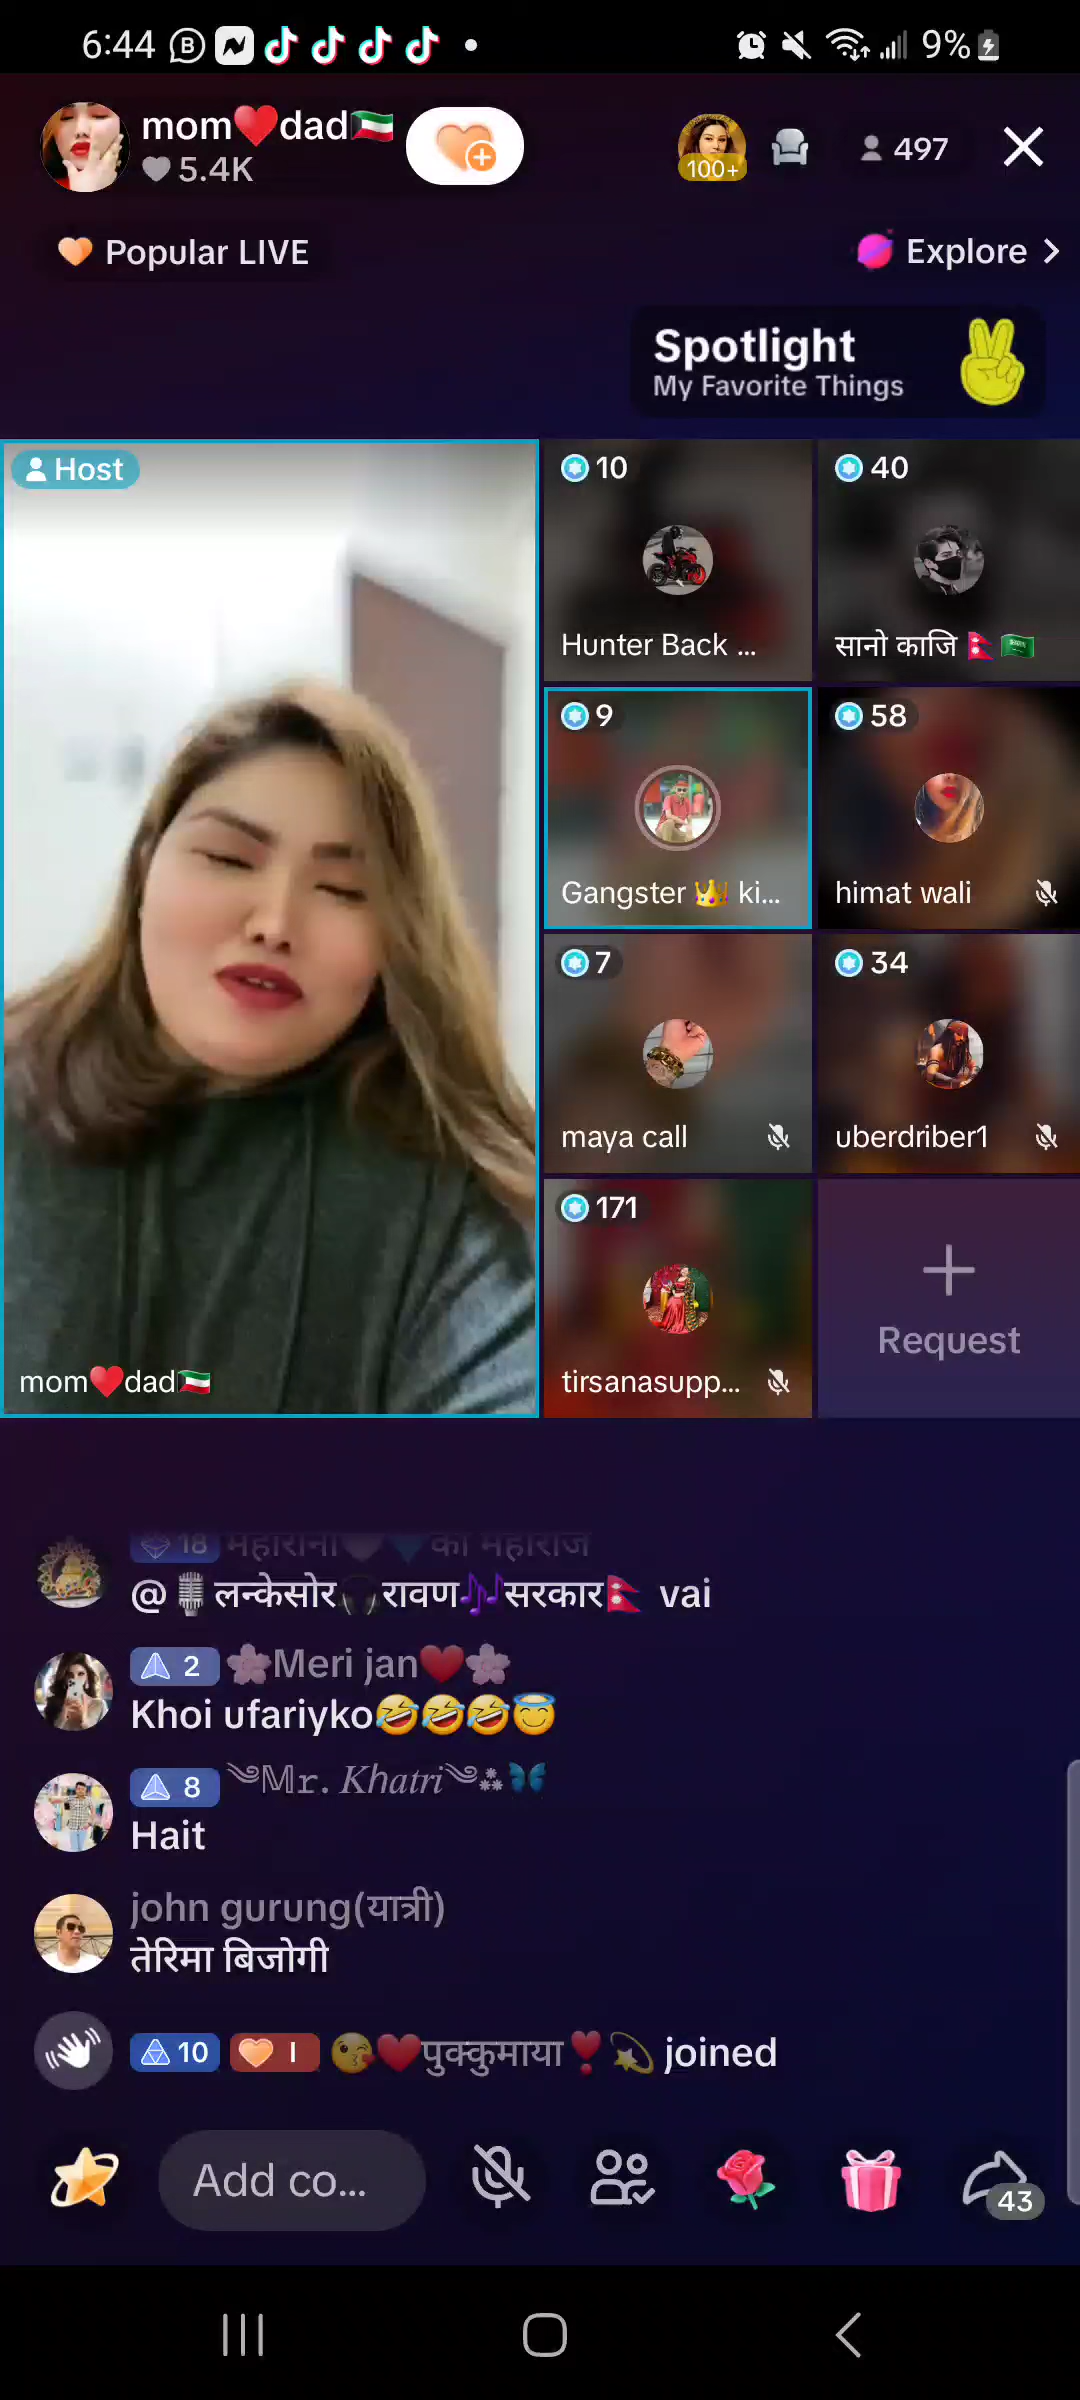 6:44
9%
mom❤️dad🇰🇼
5.4K
100+
497
Popular LIVE
Explore
Spotlight
My Favorite Things
Host
mom❤️dad🇰🇼
10
Hunter Back ...
40
सानो काजि 🇳🇵🇸🇦
9
Gangster 👑 ki...
58
himat wali
7
maya call
34
uberdriber1
171
tirsanasupp...
Request
18 महारानी🤍💙को महाराज
@🎙️लन्केसोर🎧रावण🎶सरकार🇳🇵 vai
2 🌸Meri jan❤️🌸
Khoi ufariyko🤣🤣🤣😇
8 ༄𝕄𝚛. 𝐾ℎ𝑎𝑡𝑟𝑖༄⁂🦋
Hait
john gurung(यात्री)
तेरिमा बिजोगी
10 I 😘❤️पुक्कुमाया❣️💫 joined
Add co...
43